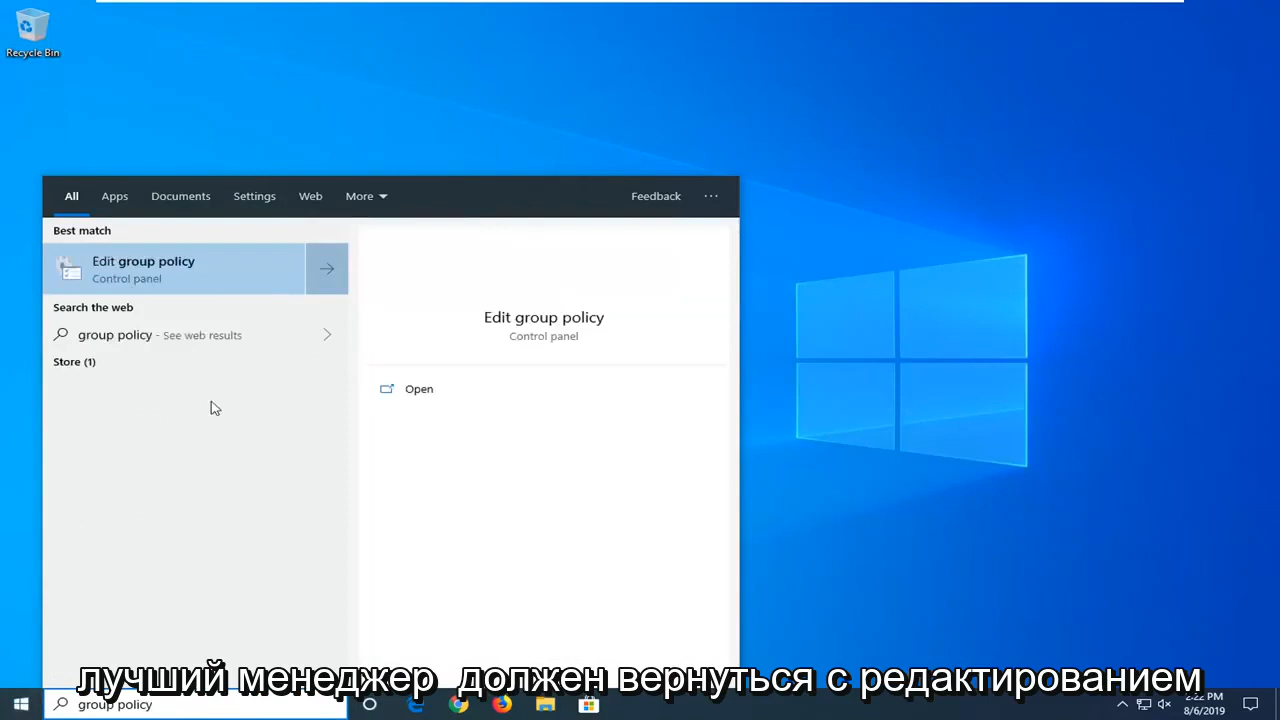 Recycle Bin
All Apps Documents Settings Web More Feedback ...
Best match
Edit group policy
Control panel
Search the web
group policy - See web results
Store (1)
Edit group policy
Control panel
Open
лучший менеджер должен вернуться с редактированием
group policy
2:22 PM
8/6/2019